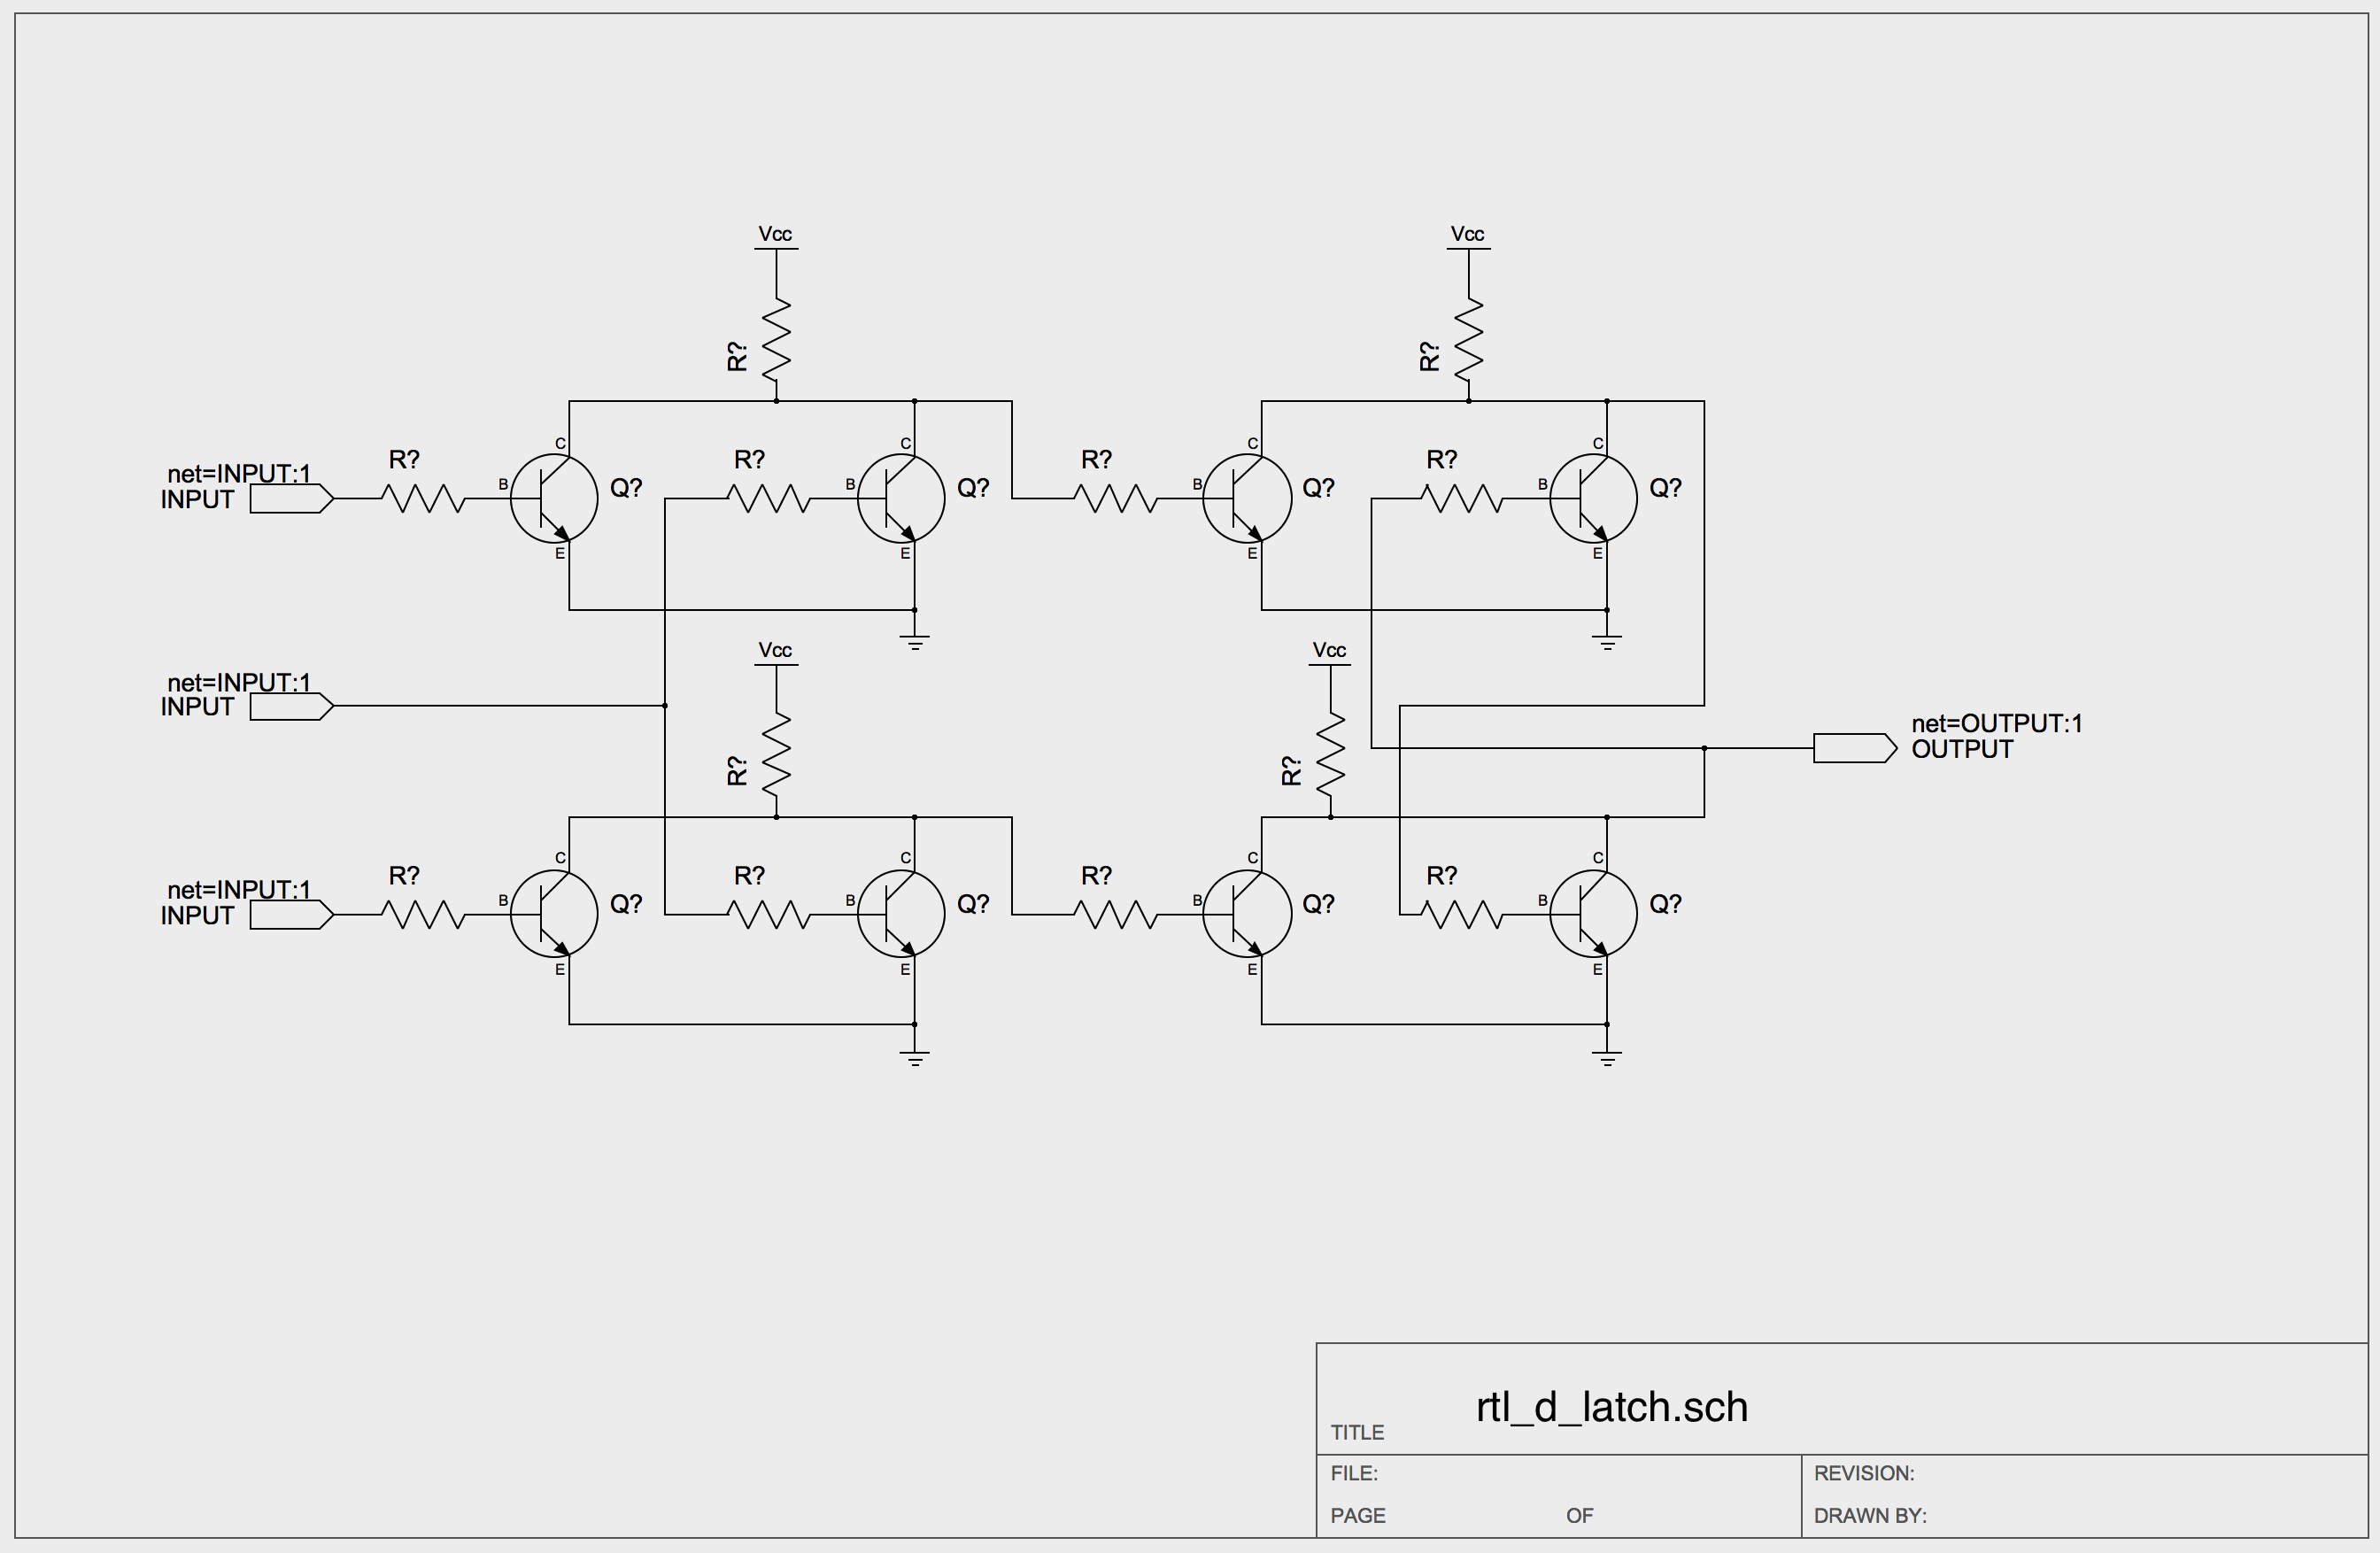 Vcc
Vcc
R?
R?
C
C
C
C
net=INPUT:1
INPUT
R?
B
Q?
R?
B
Q?
R?
B
Q?
R?
B
Q?
E
E
E
E
net=INPUT:1
INPUT
Vcc
Vcc
R?
R?
net=OUTPUT:1
OUTPUT
C
C
C
C
net=INPUT:1
INPUT
R?
B
Q?
R?
B
Q?
R?
B
Q?
R?
B
Q?
E
E
E
E
TITLE
rtl_d_latch.sch
FILE:
REVISION:
PAGE
OF
DRAWN BY: